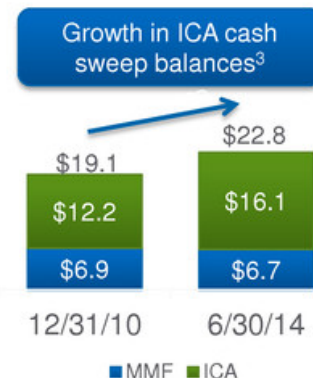 Growth in ICA cash
sweep balances³
$22.8
$19.1
$12.2
$16.1
$6.9
$6.7
12/31/10
6/30/14
MMF
ICA